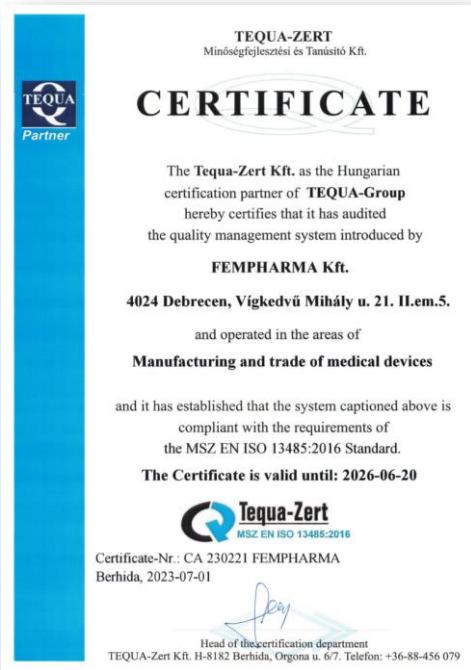 TEQUA-ZERT
Minőségfejlesztési és Tanúsító Kft.
TEQUA
Partner
CERTIFICATE
The Tequa-Zert Kft. as the Hungarian
certification partner of TEQUA-Group
hereby certifies that it has audited
the quality management system introduced by
FEMPHARMA Kft.
4024 Debrecen, Vígkedvű Mihály u. 21. II.em.5.
and operated in the areas of
Manufacturing and trade of medical devices
and it has established that the system captioned above is
compliant with the requirements of
the MSZ EN ISO 13485:2016 Standard.
The Certificate is valid until: 2026-06-20
Tequa-Zert
MSZ EN ISO 13485:2016
Certificate-Nr.: CA 230221 FEMPHARMA
Berhida, 2023-07-01
Head of the certification department
TEQUA-Zert Kft. H-8182 Berhida, Orgona u. 6/7. Telefon: +36-88-456 079